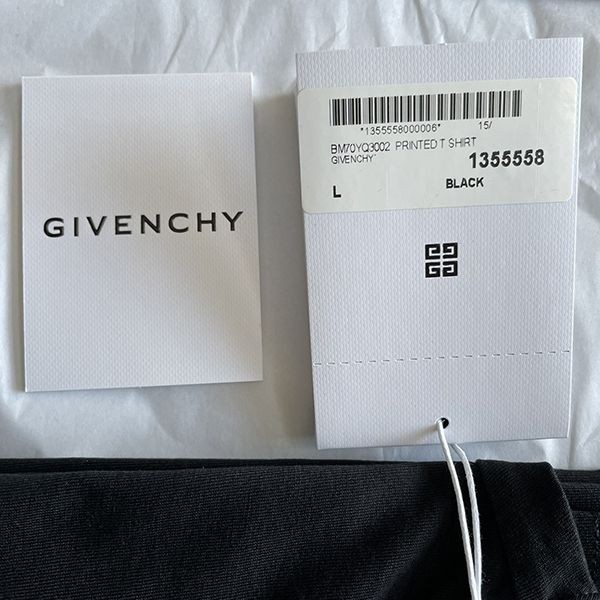 GIVENCHY
*1355558000006* 15/
BM70YQ3002 PRINTED T SHIRT
GIVENCHY`
1355558
L BLACK